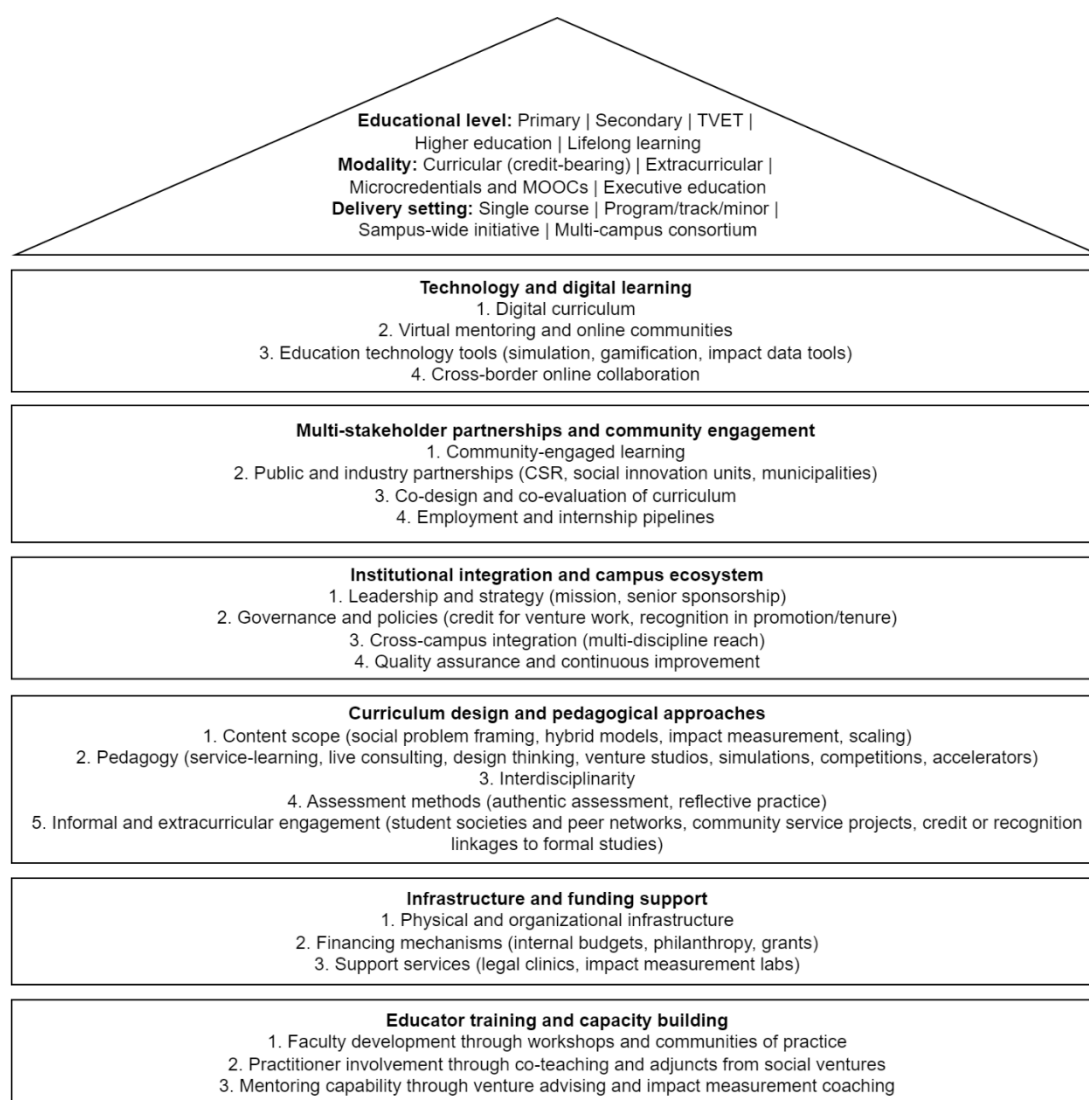 Educational level: Primary | Secondary | TVET |
Higher education | Lifelong learning
Modality: Curricular (credit-bearing) | Extracurricular |
Microcredentials and MOOCs | Executive education
Delivery setting: Single course | Program/track/minor |
Sampus-wide initiative | Multi-campus consortium
Technology and digital learning
1. Digital curriculum
2. Virtual mentoring and online communities
3. Education technology tools (simulation, gamification, impact data tools)
4. Cross-border online collaboration
Multi-stakeholder partnerships and community engagement
1. Community-engaged learning
2. Public and industry partnerships (CSR, social innovation units, municipalities)
3. Co-design and co-evaluation of curriculum
4. Employment and internship pipelines
Institutional integration and campus ecosystem
1. Leadership and strategy (mission, senior sponsorship)
2. Governance and policies (credit for venture work, recognition in promotion/tenure)
3. Cross-campus integration (multi-discipline reach)
4. Quality assurance and continuous improvement
Curriculum design and pedagogical approaches
1. Content scope (social problem framing, hybrid models, impact measurement, scaling)
2. Pedagogy (service-learning, live consulting, design thinking, venture studios, simulations, competitions, accelerators)
3. Interdisciplinarity
4. Assessment methods (authentic assessment, reflective practice)
5. Informal and extracurricular engagement (student societies and peer networks, community service projects, credit or recognition
linkages to formal studies)
Infrastructure and funding support
1. Physical and organizational infrastructure
2. Financing mechanisms (internal budgets, philanthropy, grants)
3. Support services (legal clinics, impact measurement labs)
Educator training and capacity building
1. Faculty development through workshops and communities of practice
2. Practitioner involvement through co-teaching and adjuncts from social ventures
3. Mentoring capability through venture advising and impact measurement coaching